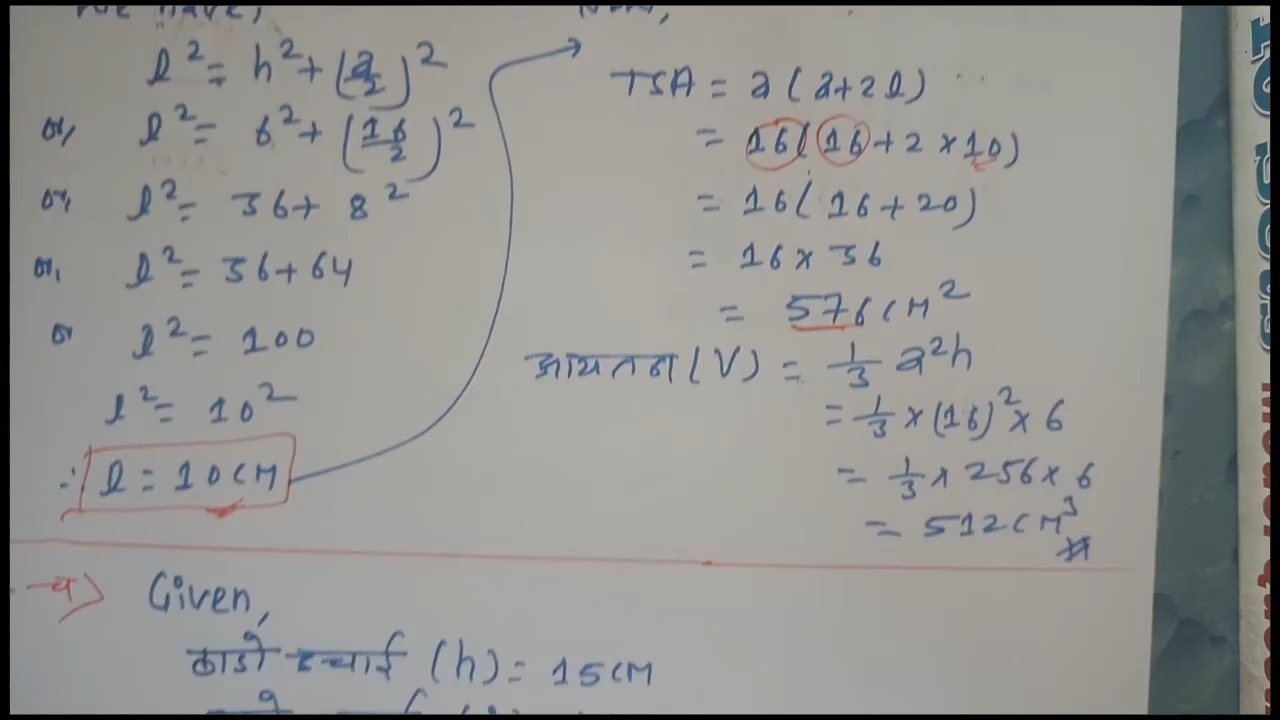 We have,
l² = h² + (a/2)²
or, l² = 6² + (16/2)²
or, l² = 36 + 8²
or, l² = 36 + 64
or l² = 100
l² = 10²
∴ l = 10 CM
Now,
TSA = a (a + 2l)
= 16 (16 + 2 × 10)
= 16 (16 + 20)
= 16 × 36
= 576 CM²
आयतन (V) = 1/3 a²h
= 1/3 × (16)² × 6
= 1/3 × 256 × 6
= 512 CM³
Given,
ठाडो उचाई (h) = 15 CM